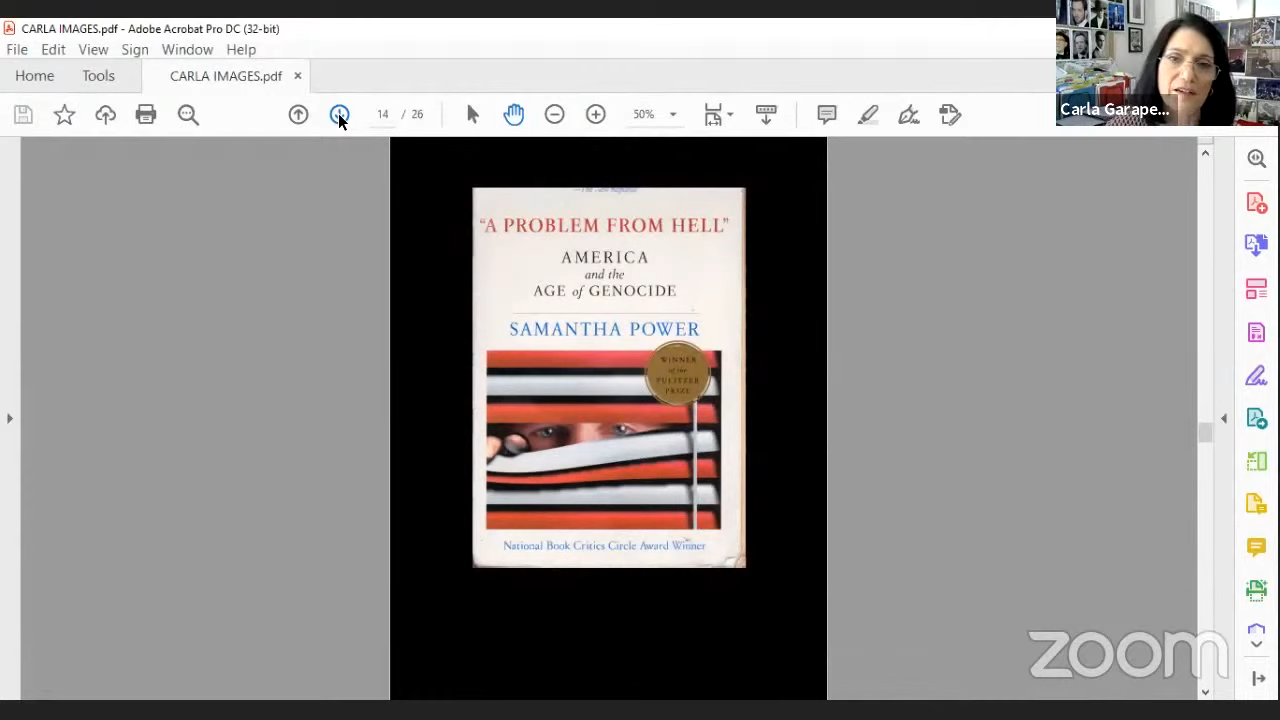 CARLA IMAGES.pdf - Adobe Acrobat Pro DC (32-bit)
File Edit View Sign Window Help
Home Tools CARLA IMAGES.pdf ×
14 / 26 50%
Carla Garape...
"A PROBLEM FROM HELL"
AMERICA
and the
AGE of GENOCIDE
SAMANTHA POWER
WINNER
of the
PULITZER
PRIZE
National Book Critics Circle Award Winner
zoom